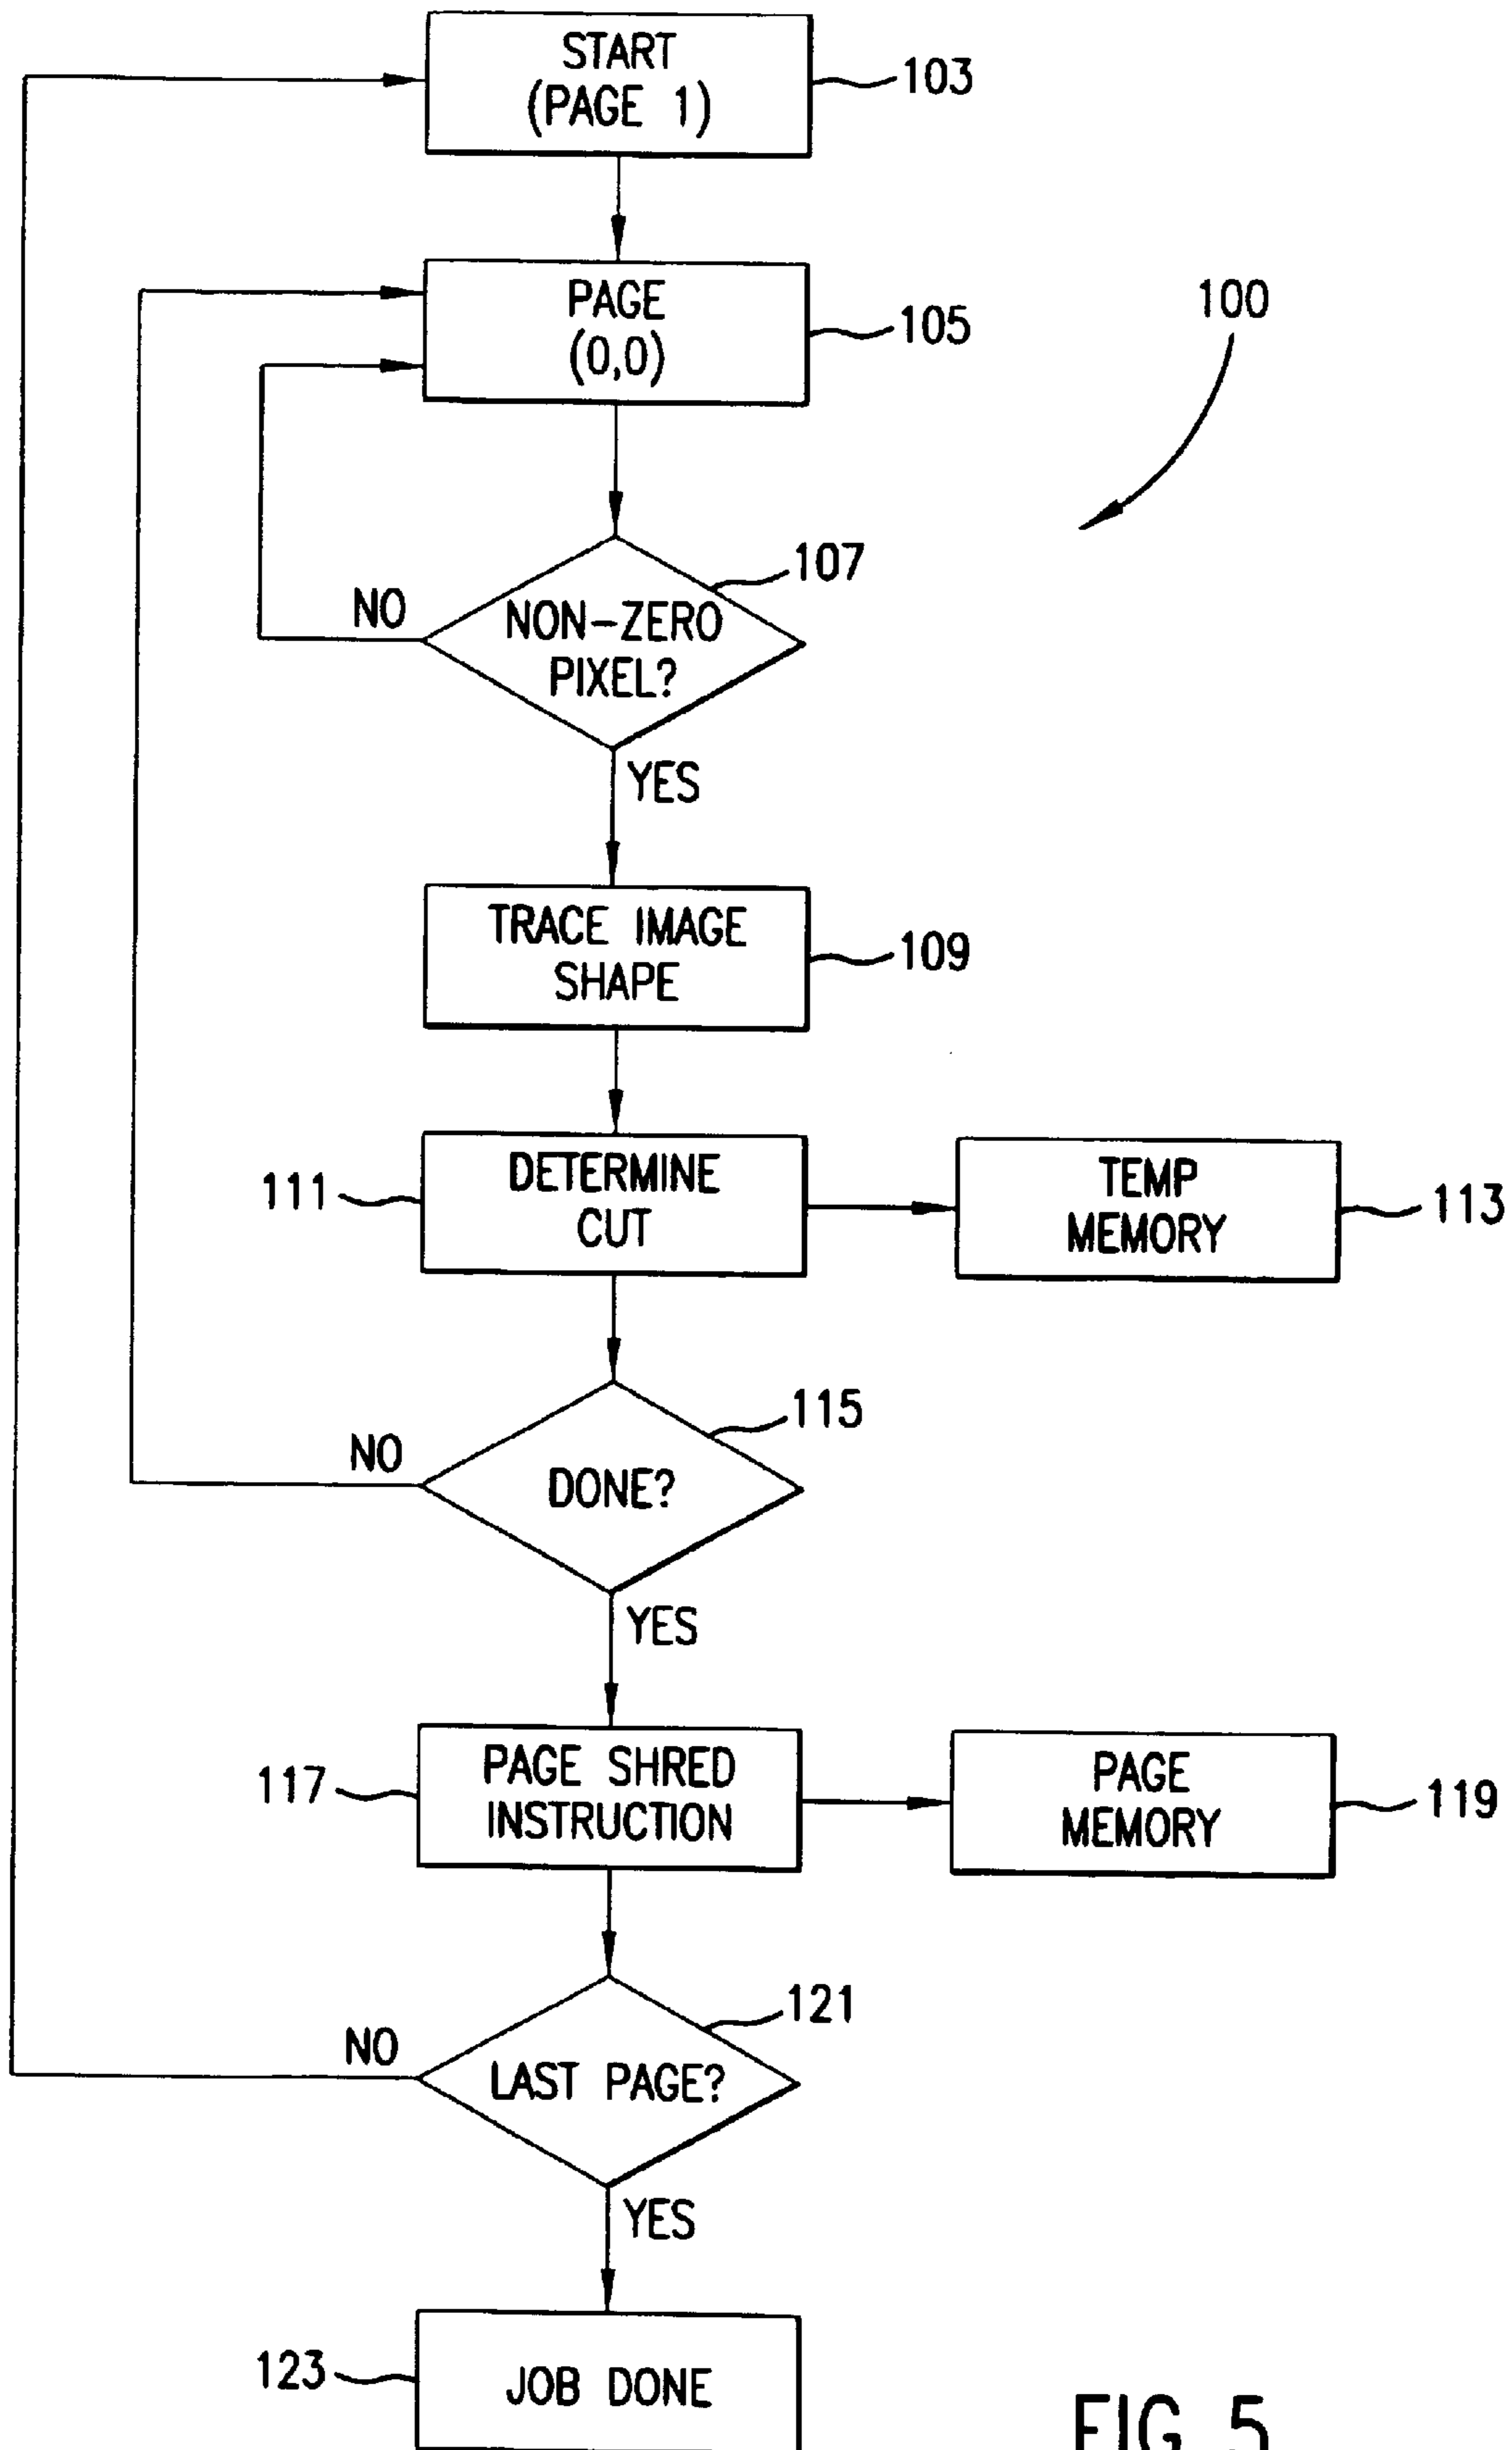 START
(PAGE 1)
103
PAGE
(0,0)
105
100
107
NON-ZERO
PIXEL?
NO
YES
TRACE IMAGE
SHAPE
109
111
DETERMINE
CUT
TEMP
MEMORY
113
115
NO
DONE?
YES
117
PAGE SHRED
INSTRUCTION
PAGE
MEMORY
119
121
NO
LAST PAGE?
YES
123
JOB DONE
FIG. 5